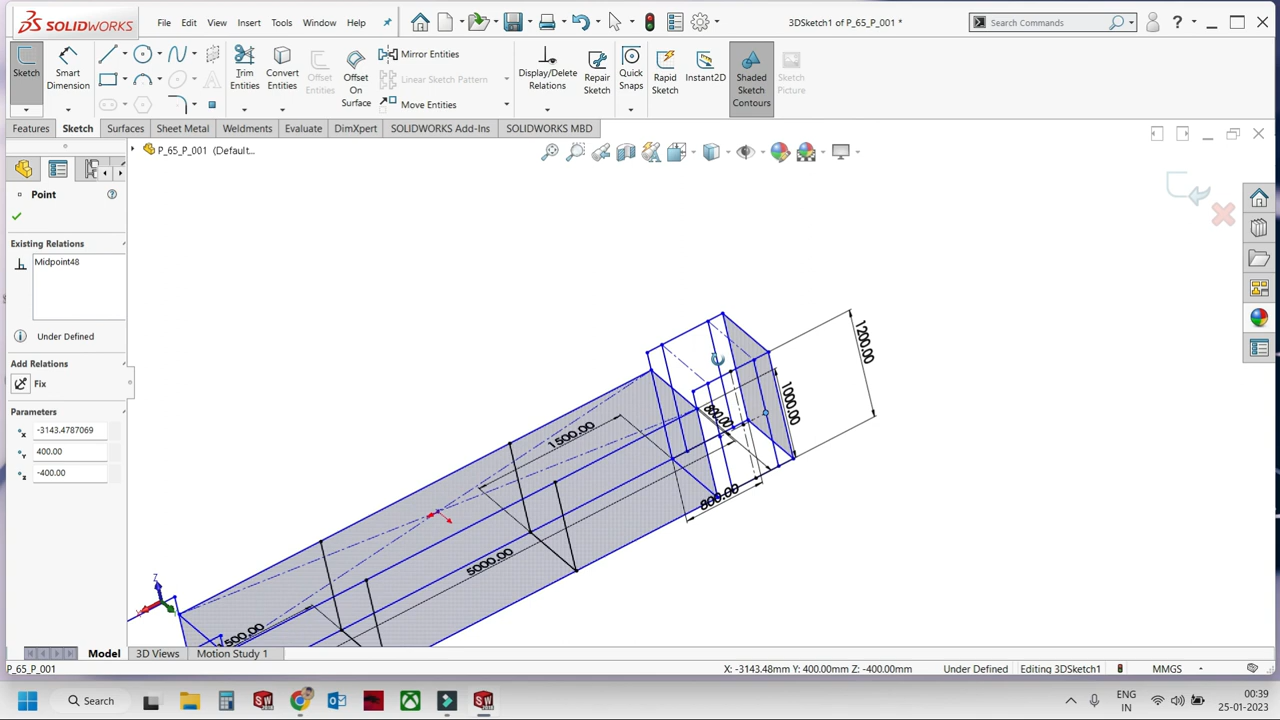 SOLIDWORKS File Edit View Insert Tools Window Help 3DSketch1 of P_65_P_001 * Search Commands ?
Sketch Smart Dimension Trim Entities Convert Entities Offset Entities Offset On Surface Mirror Entities Linear Sketch Pattern Move Entities Display/Delete Relations Repair Sketch Quick Snaps Rapid Sketch Instant2D Shaded Sketch Contours Sketch Picture
Features Sketch Surfaces Sheet Metal Weldments Evaluate DimXpert SOLIDWORKS Add-Ins SOLIDWORKS MBD
P_65_P_001 (Default...
Point
Existing Relations
Midpoint48
Under Defined
Add Relations
Fix
Parameters
-3143.4787069
400.00
-400.00
1200.00
1000.00
1500.00
800.00
5000.00
Z
Model 3D Views Motion Study 1
P_65_P_001 X: -3143.48mm Y: 400.00mm Z: -400.00mm Under Defined Editing 3DSketch1 MMGS
Search
ENG
IN
00:39
25-01-2023